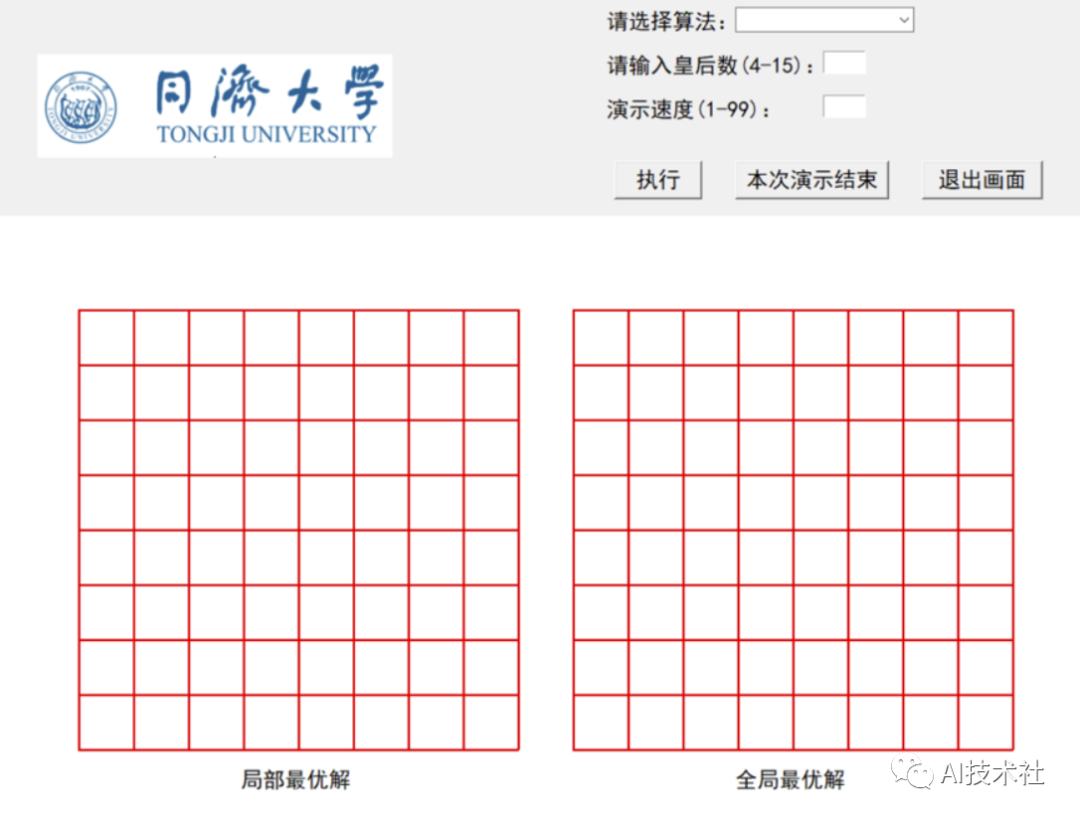 同濟大學
TONGJI UNIVERSITY
请选择算法：
请输入皇后数(4-15)：
演示速度(1-99)：
执行
本次演示结束
退出画面
局部最优解
全局最优解
AI技术社